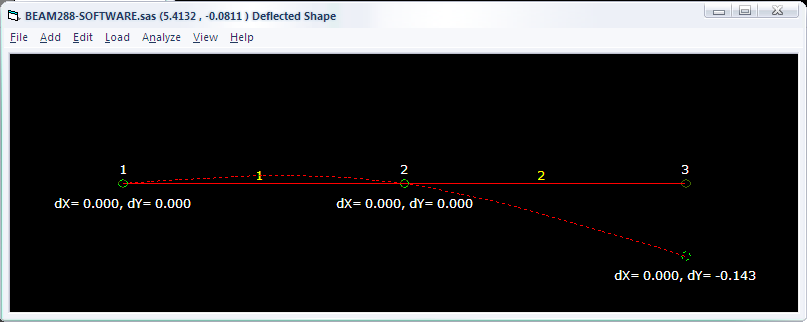 BEAM288-SOFTWARE.sas (5.4132 , -0.0811 ) Deflected Shape
File Add Edit Load Analyze View Help
1 2 3
1 2
dX= 0.000, dY= 0.000 dX= 0.000, dY= 0.000
dX= 0.000, dY= -0.143